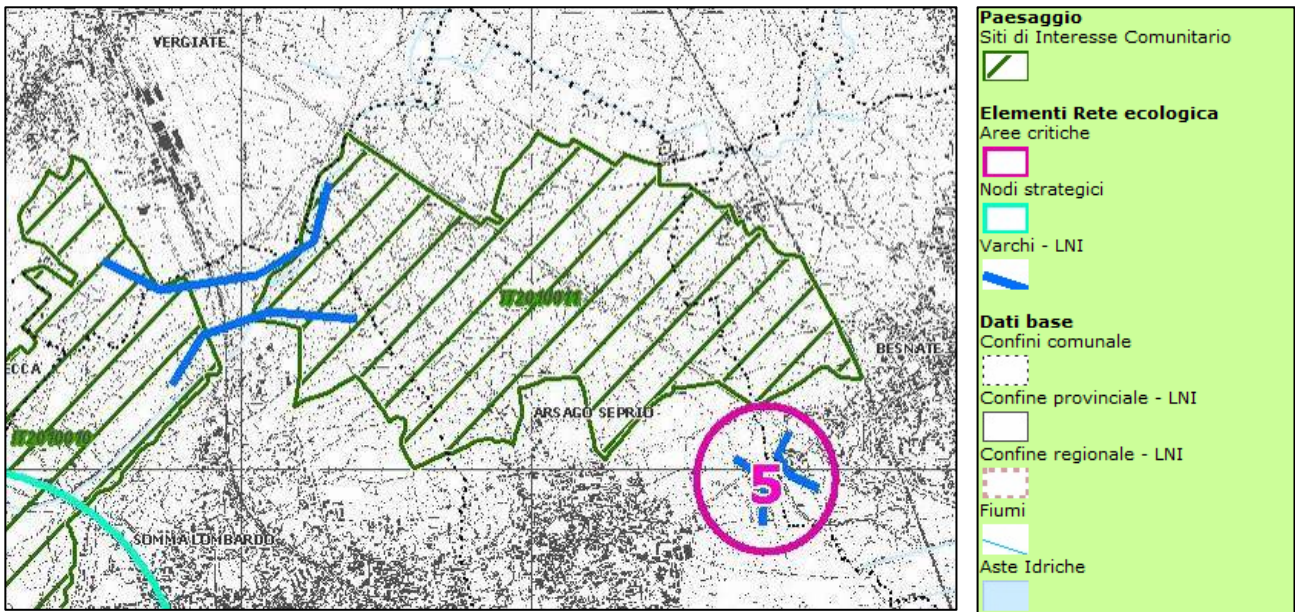 VERGIATE
IT2010011
BESNATE
ECCA
ARSAGO SEPRIO
IT2010010
5
SOMMA LOMBARDO
Paesaggio
Siti di Interesse Comunitario
Elementi Rete ecologica
Aree critiche
Nodi strategici
Varchi - LNI
Dati base
Confini comunale
Confine provinciale - LNI
Confine regionale - LNI
Fiumi
Aste Idriche